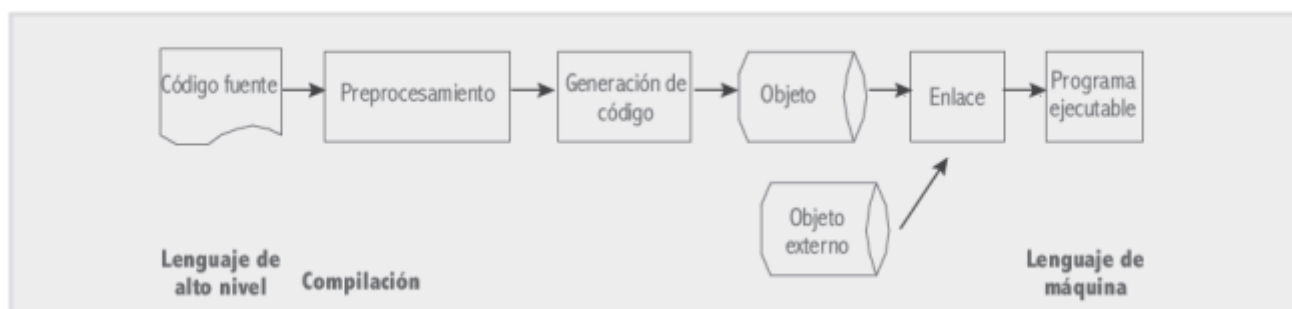 Código fuente
Preprocesamiento
Generación de
código
Objeto
Enlace
Programa
ejecutable
Objeto
externo
Lenguaje de
alto nivel
Compilación
Lenguaje de
máquina